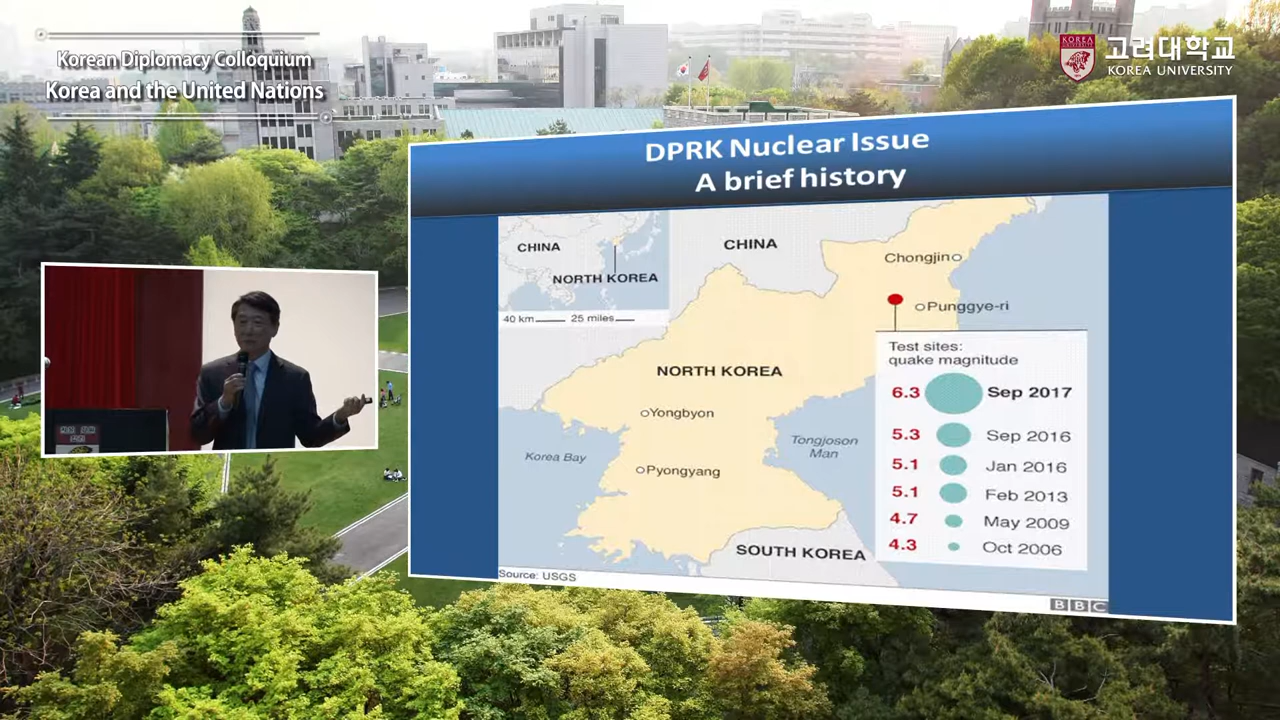 Korean Diplomacy Colloquium
Korea and the United Nations
KOREA
고려대학교
KOREA UNIVERSITY
DPRK Nuclear Issue
A brief history
CHINA
NORTH KOREA
40 km
25 miles
CHINA
Chongjin
Punggye-ri
NORTH KOREA
Yongbyon
Pyongyang
Korea Bay
Tongjoson
Man
SOUTH KOREA
Test sites:
quake magnitude
6.3 Sep 2017
5.3 Sep 2016
5.1 Jan 2016
5.1 Feb 2013
4.7 May 2009
4.3 Oct 2006
Source: USGS
BBC